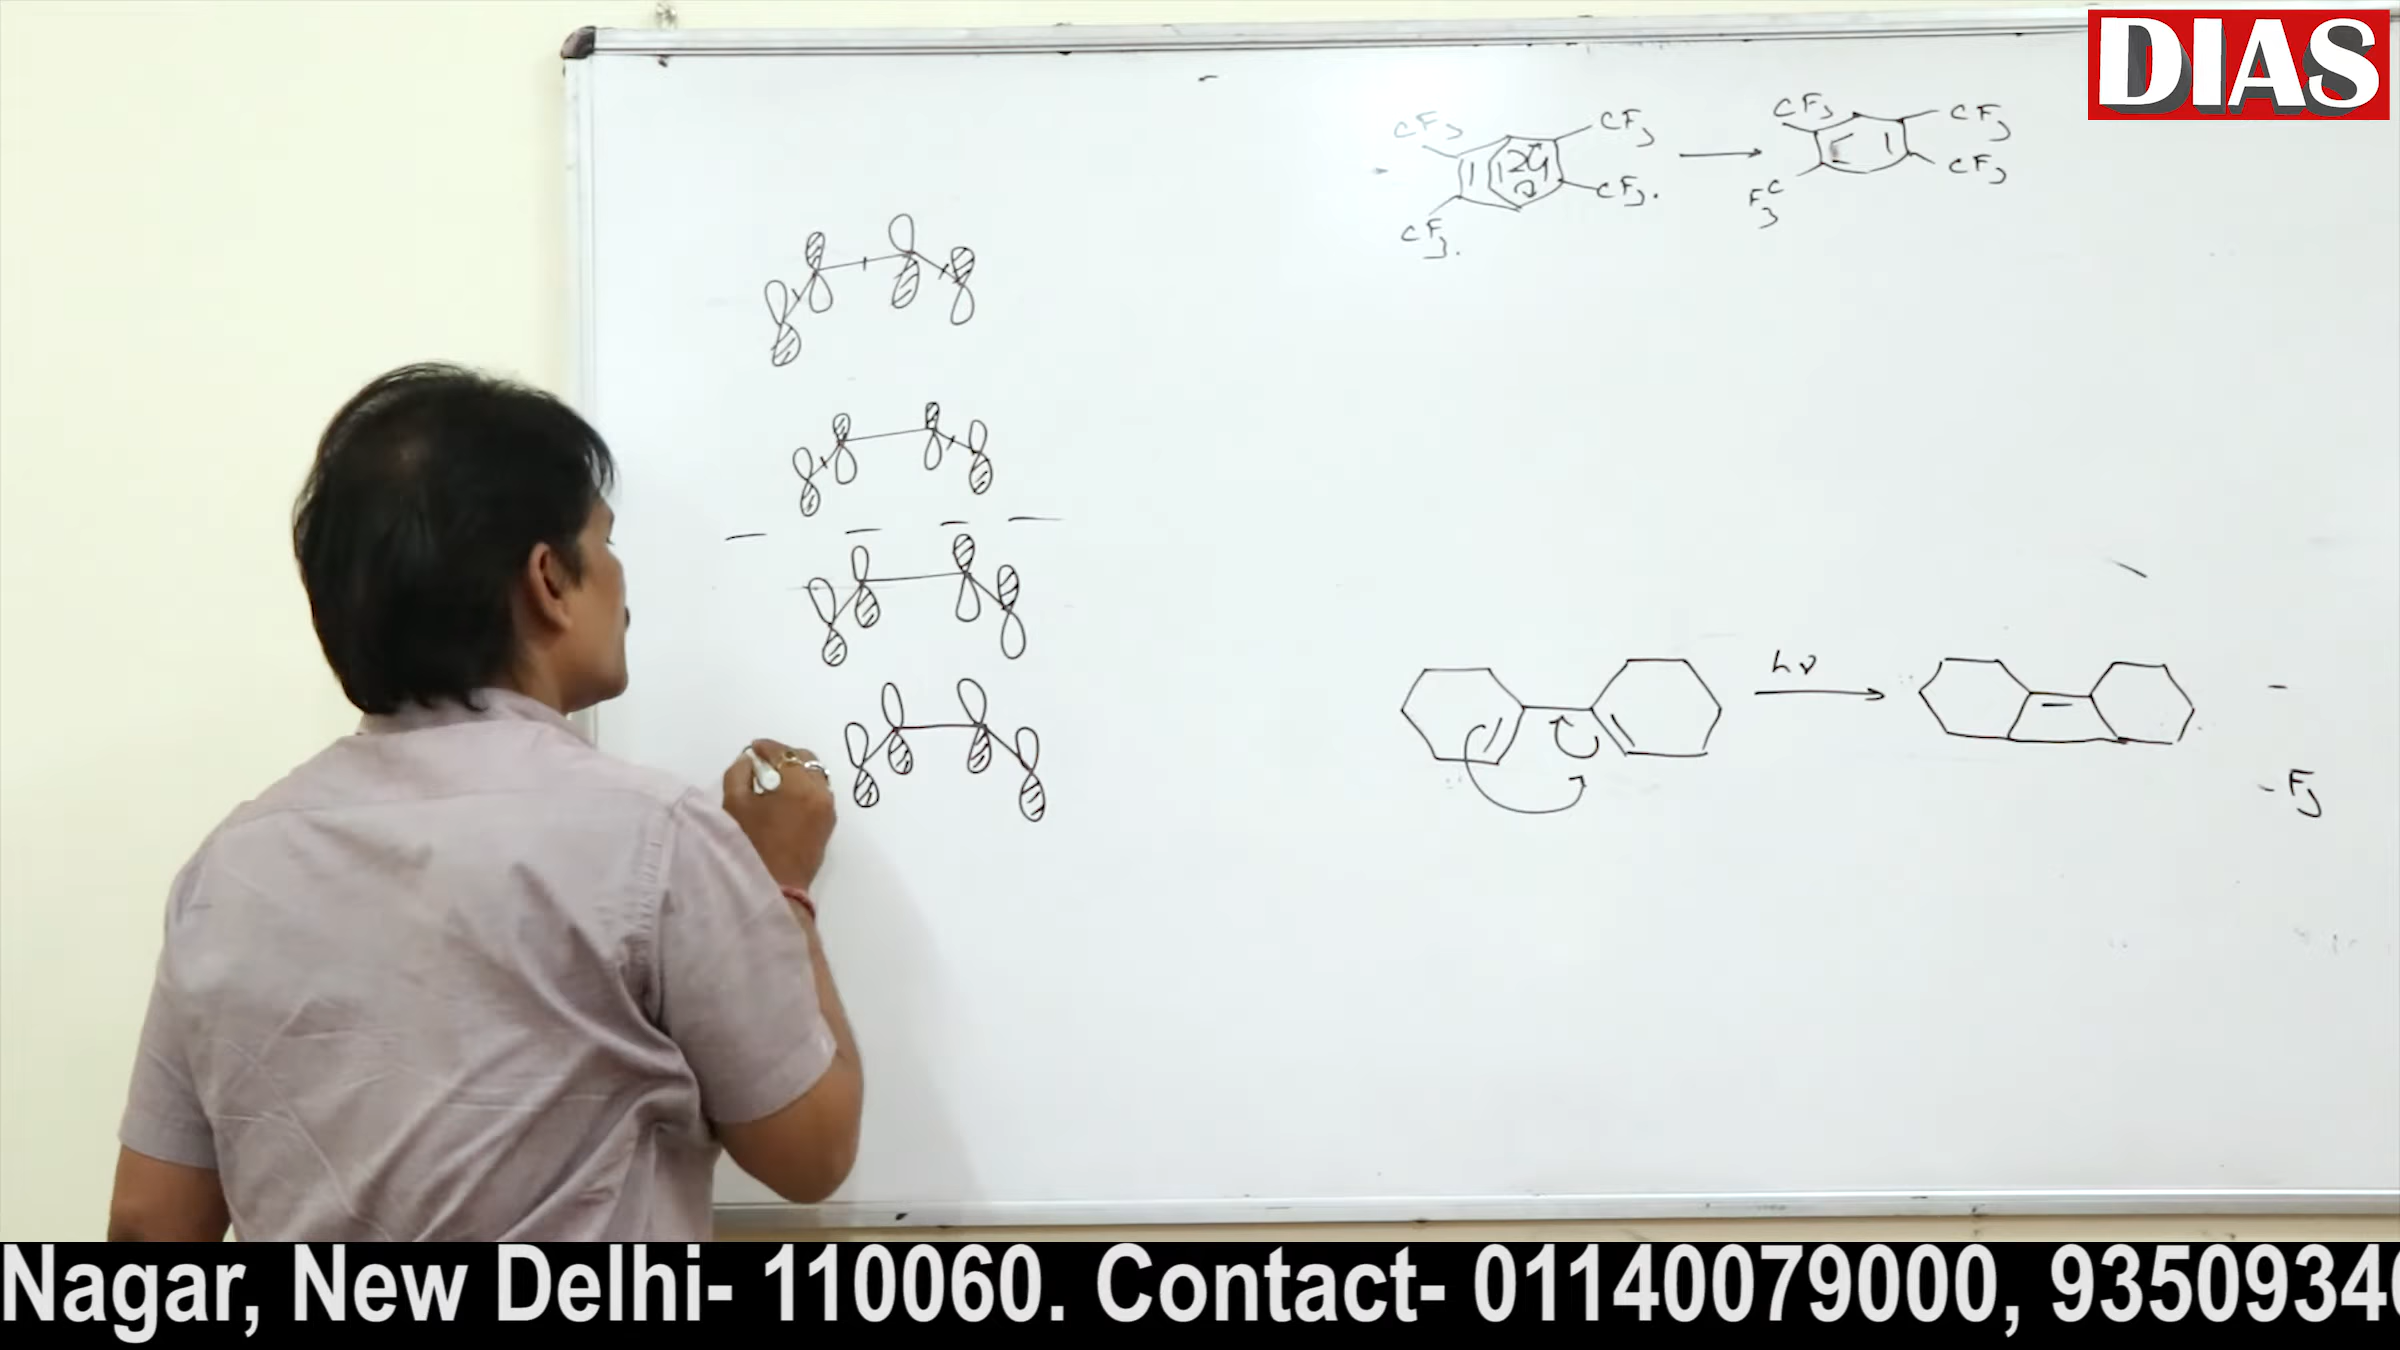 DIAS
CF3 CF3 CF3 CF3
CF3. CF3. F3C CF3
hν
Nagar, New Delhi- 110060. Contact- 01140079000, 9350934